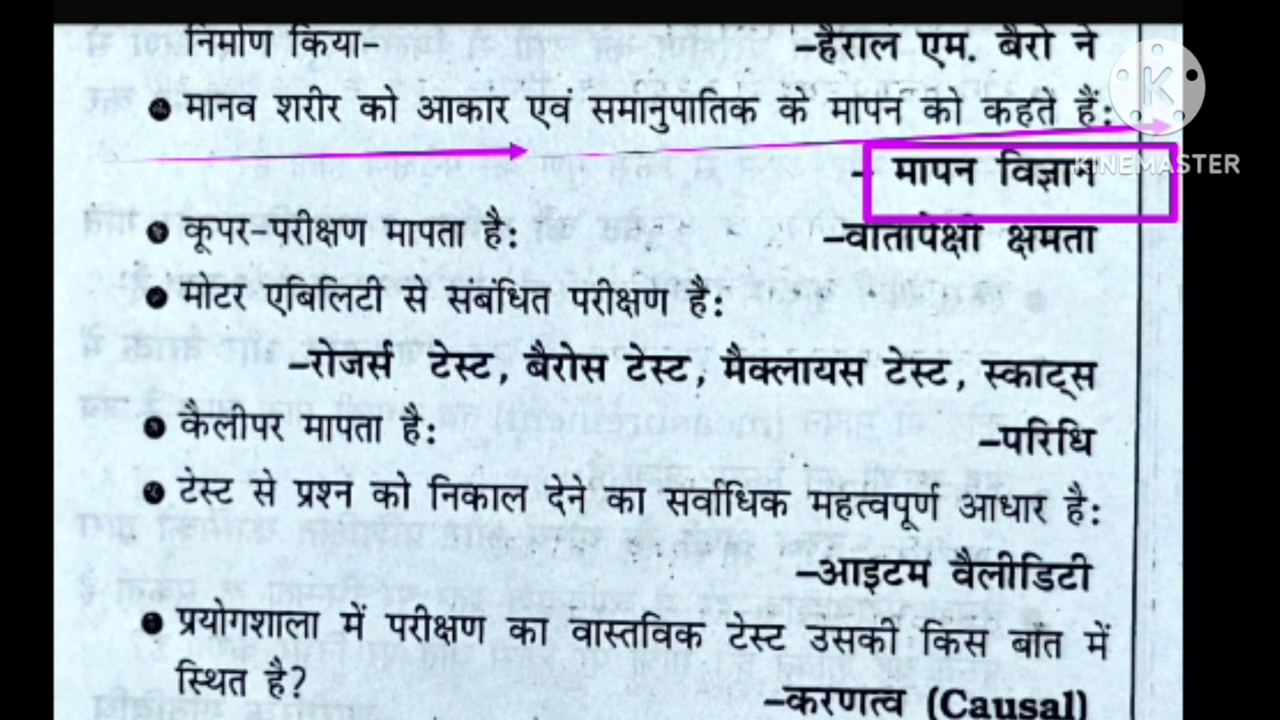 निर्माण किया-
–हैराल एम. बैरो ने
● मानव शरीर को आकार एवं समानुपातिक के मापन को कहते हैं:
– मापन विज्ञान
● कूपर-परीक्षण मापता है:
–वातापेक्षी क्षमता
● मोटर एबिलिटी से संबंधित परीक्षण है:
–रोजर्स टेस्ट, बैरोस टेस्ट, मैक्लायस टेस्ट, स्काट्स
● कैलीपर मापता है:
–परिधि
● टेस्ट से प्रश्न को निकाल देने का सर्वाधिक महत्वपूर्ण आधार है:
–आइटम वैलीडिटी
● प्रयोगशाला में परीक्षण का वास्तविक टेस्ट उसकी किस बात में
स्थित है?
–करणत्व (Causal)
K
KINEMASTER